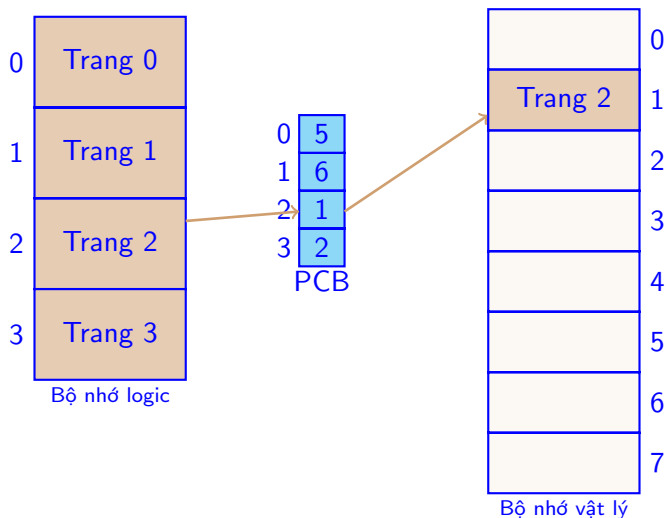 0 Trang 0
1 Trang 1
2 Trang 2
3 Trang 3
Bộ nhớ logic
0 5
1 6
2 1
3 2
PCB
0
Trang 2 1
2
3
4
5
6
7
Bộ nhớ vật lý